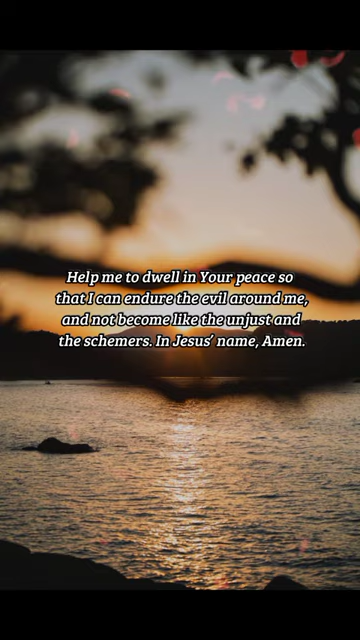 Help me to dwell in Your peace so
that I can endure the evil around me,
and not become like the unjust and
the schemers. In Jesus' name, Amen.